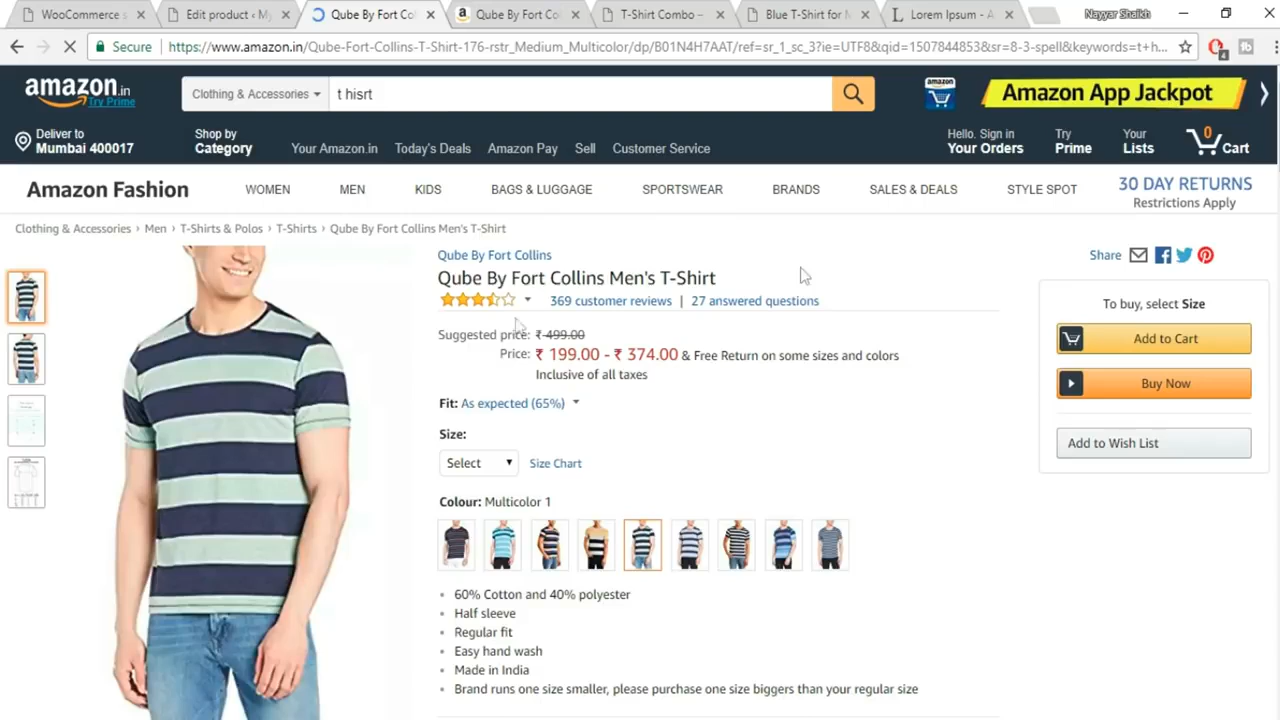 WooCommerce s
Edit product ‹ My
Qube By Fort Col
Qube By Fort Col
T-Shirt Combo –
Blue T-Shirt for M
Lorem Ipsum - A
Nayyar Shaikh
Secure
https://www.amazon.in/Qube-Fort-Collins-T-Shirt-176-rstr_Medium_Multicolor/dp/B01N4H7AAT/ref=sr_1_sc_3?ie=UTF8&qid=1507844853&sr=8-3-spell&keywords=t+h...
4
amazon.in
Try Prime
Clothing & Accessories
t hisrt
amazon
Amazon App Jackpot
Deliver to
Mumbai 400017
Shop by
Category
Your Amazon.in
Today's Deals
Amazon Pay
Sell
Customer Service
Hello. Sign in
Your Orders
Try
Prime
Your
Lists
0
Cart
Amazon Fashion
WOMEN
MEN
KIDS
BAGS & LUGGAGE
SPORTSWEAR
BRANDS
SALES & DEALS
STYLE SPOT
30 DAY RETURNS
Restrictions Apply
Clothing & Accessories › Men › T-Shirts & Polos › T-Shirts › Qube By Fort Collins Men's T-Shirt
Qube By Fort Collins
Qube By Fort Collins Men's T-Shirt
369 customer reviews | 27 answered questions
Suggested price: ₹ 499.00
Price: ₹ 199.00 - ₹ 374.00 & Free Return on some sizes and colors
Inclusive of all taxes
Fit: As expected (65%)
Size:
Select
Size Chart
Colour: Multicolor 1
60% Cotton and 40% polyester
Half sleeve
Regular fit
Easy hand wash
Made in India
Brand runs one size smaller, please purchase one size biggers than your regular size
Share
To buy, select Size
Add to Cart
Buy Now
Add to Wish List